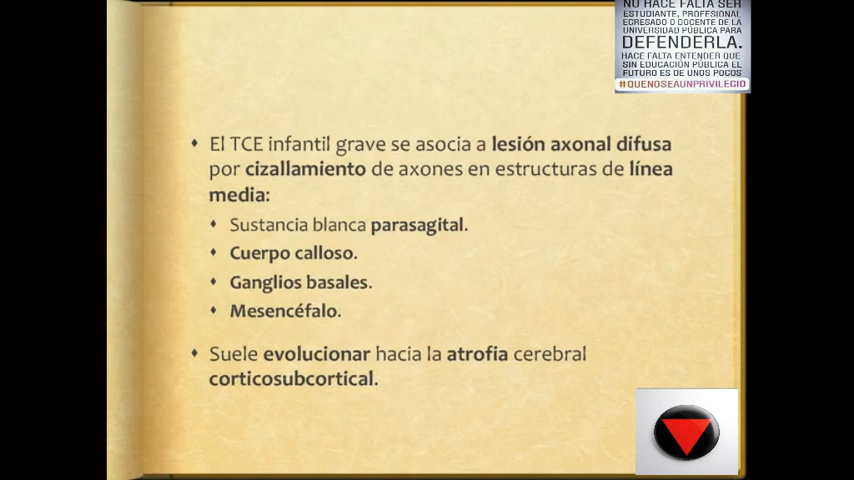 NO HACE FALTA SER
ESTUDIANTE, PROFESIONAL
EGRESADO O DOCENTE DE LA
UNIVERSIDAD PÚBLICA PARA
DEFENDERLA.
HACE FALTA ENTENDER QUE
SIN EDUCACIÓN PÚBLICA EL
FUTURO ES DE UNOS POCOS
#QUENOSEAUNPRIVILEGIO
El TCE infantil grave se asocia a lesión axonal difusa
por cizallamiento de axones en estructuras de línea
media:
Sustancia blanca parasagital.
Cuerpo calloso.
Ganglios basales.
Mesencéfalo.
Suele evolucionar hacia la atrofia cerebral
corticosubcortical.